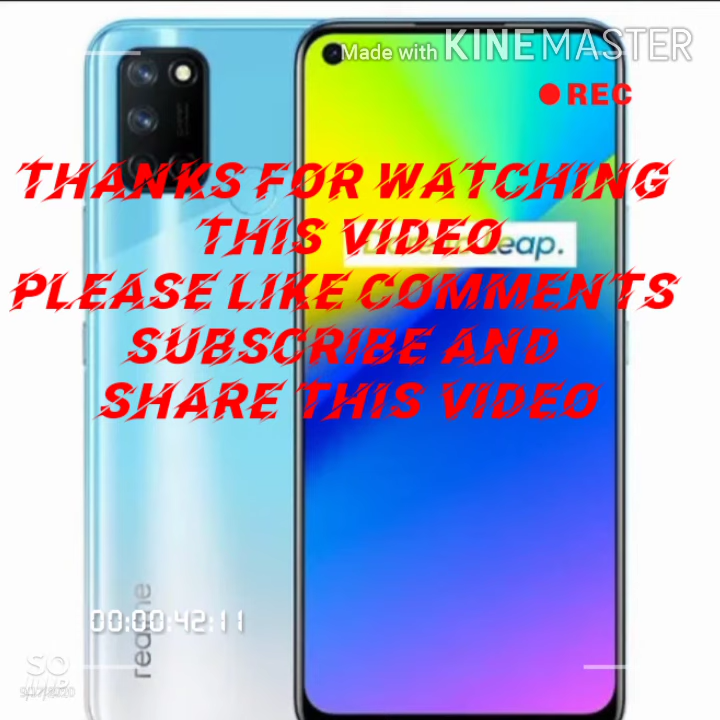 Made with KINEMASTER
REC
THANKS FOR WATCHING
THIS VIDEO
PLEASE LIKE COMMENTS
SUBSCRIBE AND
SHARE THIS VIDEO
Leap.
00:00:42:11
realme